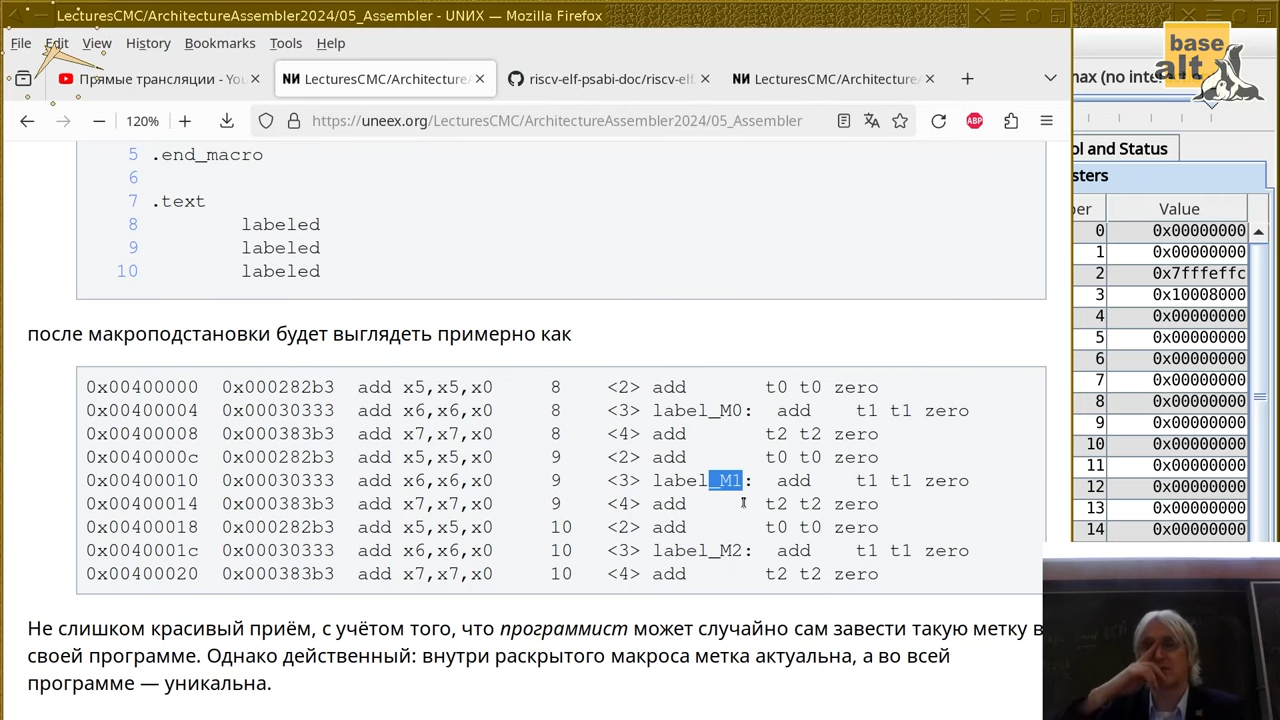 LecturesCMC/ArchitectureAssembler2024/05_Assembler - UNИX — Mozilla Firefox
File Edit View History Bookmarks Tools Help
Прямые трансляции - You
NИ LecturesCMC/Architecture
riscv-elf-psabi-doc/riscv-elf
NИ LecturesCMC/Architecture
120%
https://uneex.org/LecturesCMC/ArchitectureAssembler2024/05_Assembler
ABP
base
alt
max (no inte
ol and Status
sters
ber Value
0 0x00000000
1 0x00000000
2 0x7fffeffc
3 0x10008000
4 0x00000000
5 0x00000000
6 0x00000000
7 0x00000000
8 0x00000000
9 0x00000000
10 0x00000000
11 0x00000000
12 0x00000000
13 0x00000000
14 0x00000000
5 .end_macro
6
7 .text
8 labeled
9 labeled
10 labeled
после макроподстановки будет выглядеть примерно как
0x00400000 0x000282b3 add x5,x5,x0 8 <2> add t0 t0 zero
0x00400004 0x00030333 add x6,x6,x0 8 <3> label_M0: add t1 t1 zero
0x00400008 0x000383b3 add x7,x7,x0 8 <4> add t2 t2 zero
0x0040000c 0x000282b3 add x5,x5,x0 9 <2> add t0 t0 zero
0x00400010 0x00030333 add x6,x6,x0 9 <3> label_M1: add t1 t1 zero
0x00400014 0x000383b3 add x7,x7,x0 9 <4> add t2 t2 zero
0x00400018 0x000282b3 add x5,x5,x0 10 <2> add t0 t0 zero
0x0040001c 0x00030333 add x6,x6,x0 10 <3> label_M2: add t1 t1 zero
0x00400020 0x000383b3 add x7,x7,x0 10 <4> add t2 t2 zero
Не слишком красивый приём, с учётом того, что программист может случайно сам завести такую метку в
своей программе. Однако действенный: внутри раскрытого макроса метка актуальна, а во всей
программе — уникальна.